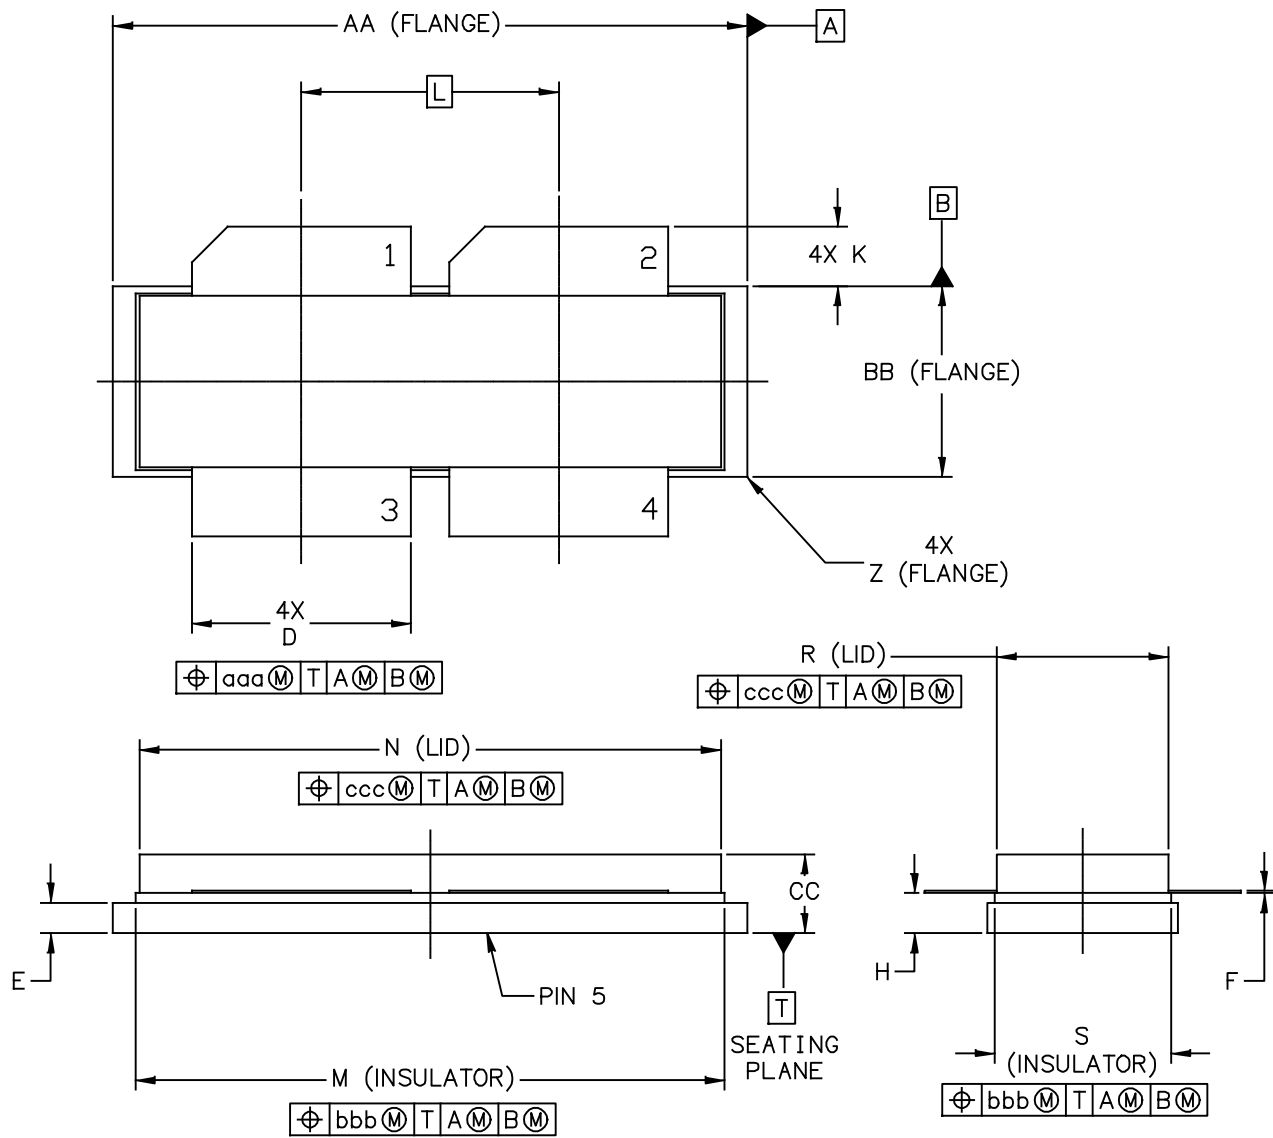 AA (FLANGE)
A
L
B
1
2
4X K
BB (FLANGE)
3
4
4X
Z (FLANGE)
4X
D
⌖ aaa Ⓜ T A Ⓜ B Ⓜ
R (LID)
⌖ ccc Ⓜ T A Ⓜ B Ⓜ
N (LID)
⌖ ccc Ⓜ T A Ⓜ B Ⓜ
CC
E
H
F
PIN 5
T
SEATING
PLANE
S
(INSULATOR)
M (INSULATOR)
⌖ bbb Ⓜ T A Ⓜ B Ⓜ
⌖ bbb Ⓜ T A Ⓜ B Ⓜ